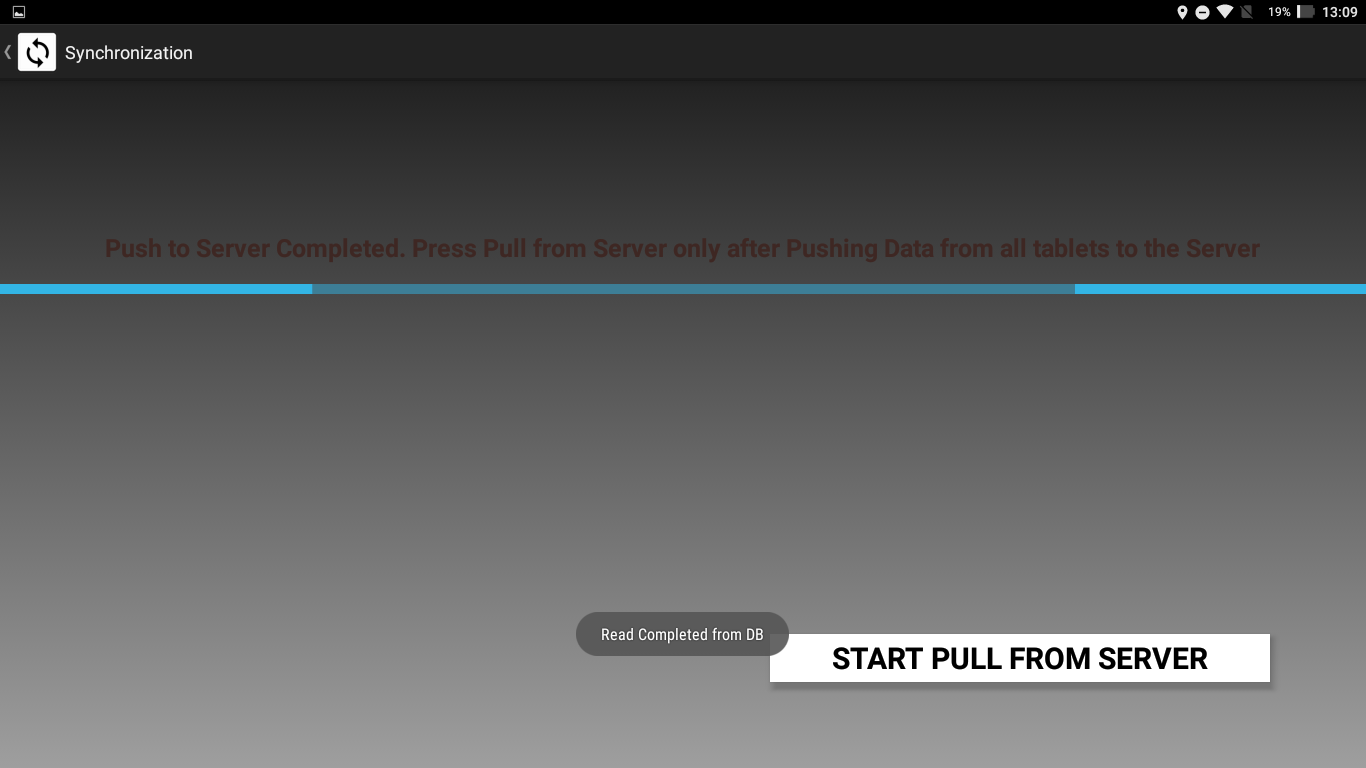 19% 13:09
Synchronization
Push to Server Completed. Press Pull from Server only after Pushing Data from all tablets to the Server
Read Completed from DB
START PULL FROM SERVER